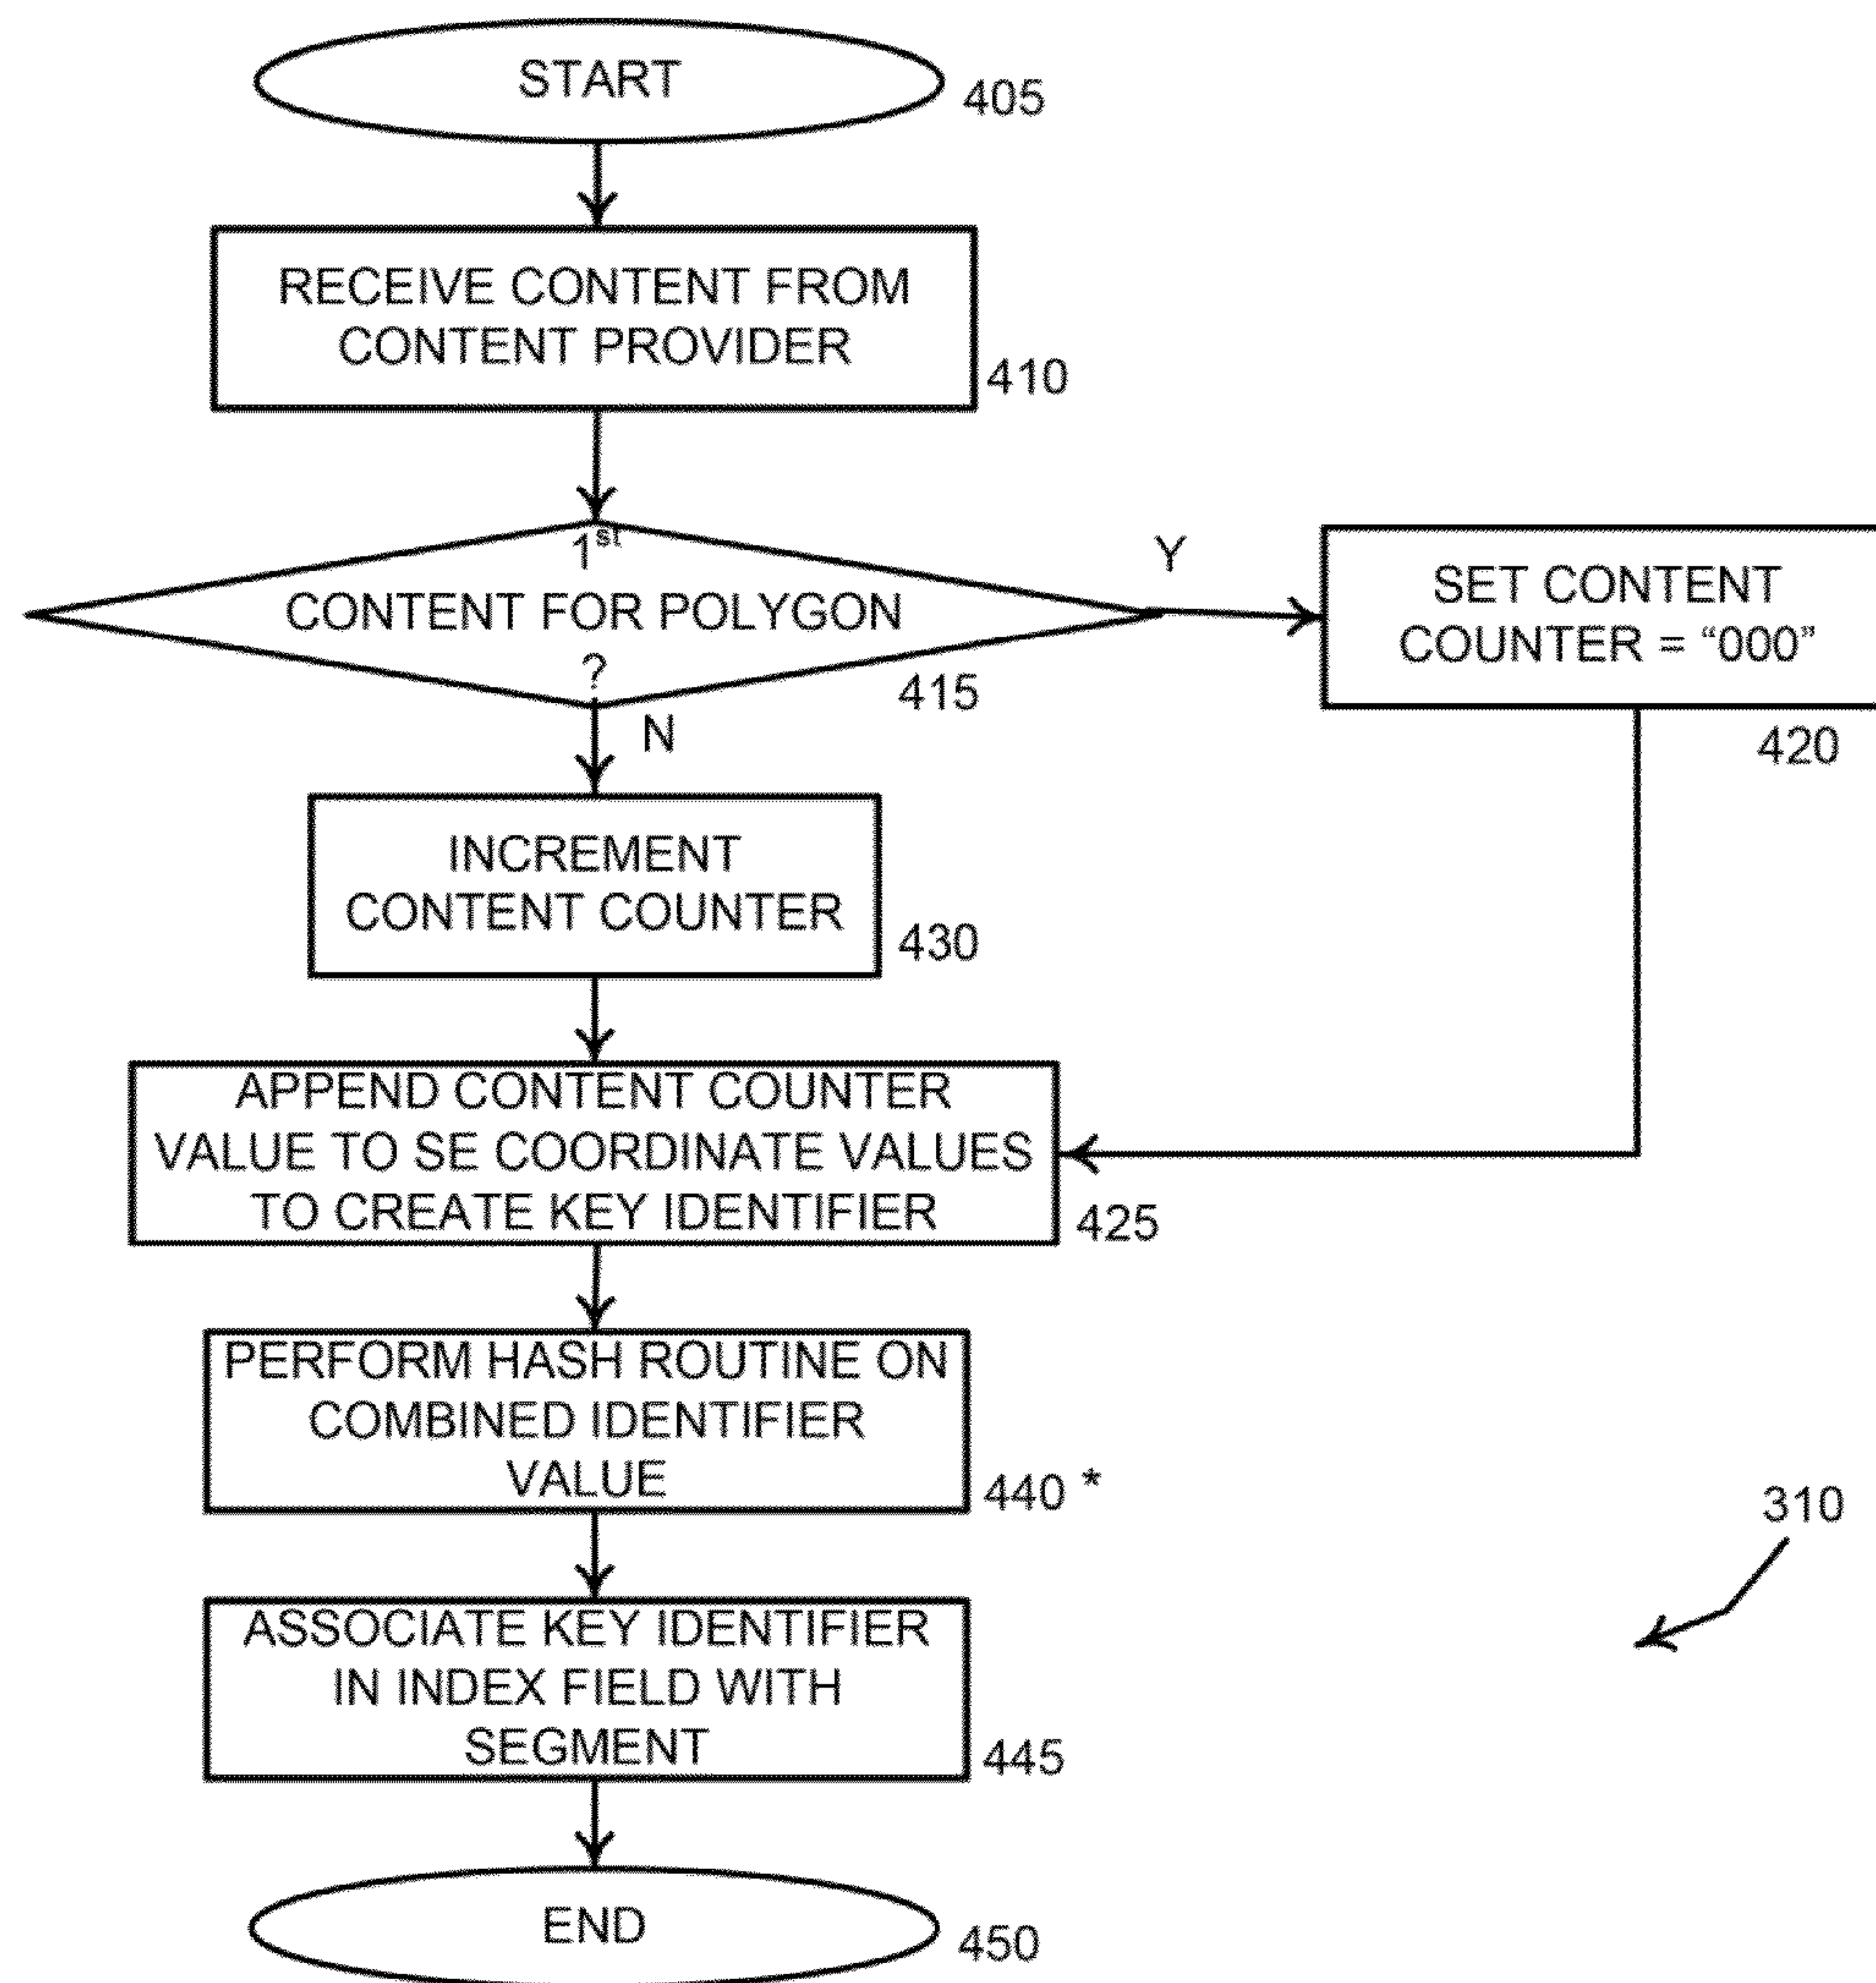 START
405
RECEIVE CONTENT FROM
CONTENT PROVIDER
410
1st
CONTENT FOR POLYGON
?
415
Y
SET CONTENT
COUNTER = “000”
420
N
INCREMENT
CONTENT COUNTER
430
APPEND CONTENT COUNTER
VALUE TO SE COORDINATE VALUES
TO CREATE KEY IDENTIFIER
425
PERFORM HASH ROUTINE ON
COMBINED IDENTIFIER
VALUE
440 *
310
ASSOCIATE KEY IDENTIFIER
IN INDEX FIELD WITH
SEGMENT
445
END
450